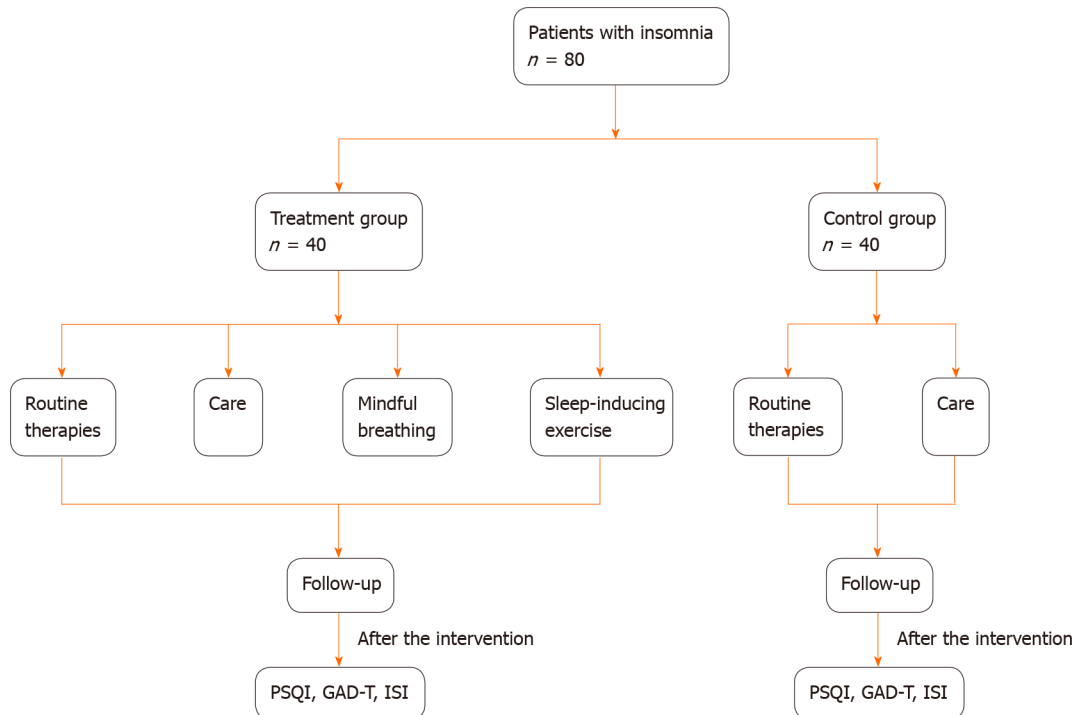 Patients with insomnia
n = 80
Treatment group
n = 40
Control group
n = 40
Routine
therapies
Care
Mindful
breathing
Sleep-inducing
exercise
Routine
therapies
Care
Follow-up
Follow-up
After the intervention
After the intervention
PSQI, GAD-T, ISI
PSQI, GAD-T, ISI